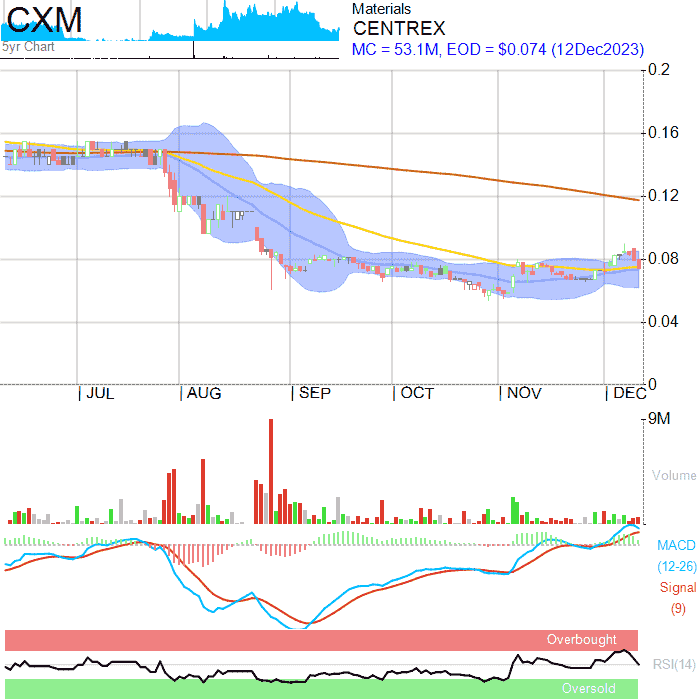 CXM
5yr Chart
Materials
CENTREX
MC = 53.1M, EOD = $0.074 (12Dec2023)
0.2
0.16
0.12
0.08
0.04
0
JUL
AUG
SEP
OCT
NOV
DEC
9M
Volume
MACD
(12-26)
Signal
(9)
Overbought
RSI(14)
Oversold